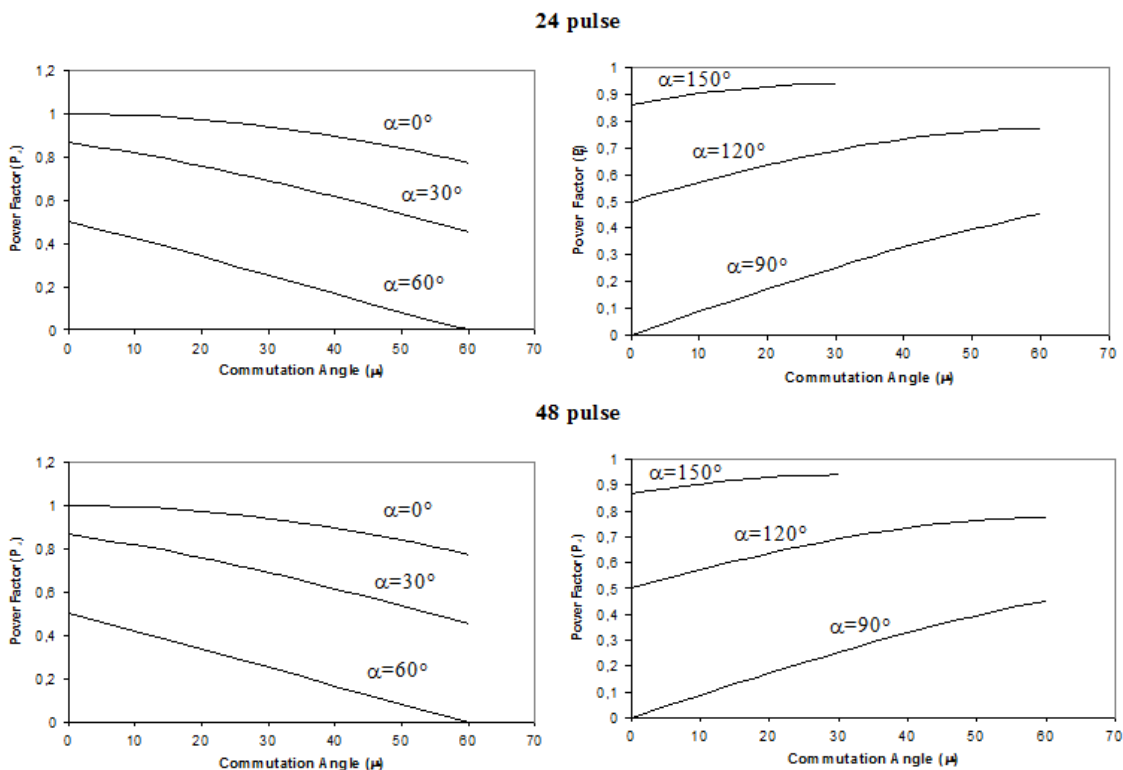 24 pulse
1,2
1
0,8
0,6
0,4
0,2
0
0 10 20 30 40 50 60 70
Power Factor (P.)
Commutation Angle (μ)
α=0°
α=30°
α=60°
1
0,9
0,8
0,7
0,6
0,5
0,4
0,3
0,2
0,1
0
0 10 20 30 40 50 60 70
Power Factor
Commutation Angle (μ)
α=150°
α=120°
α=90°
48 pulse
1,2
1
0,8
0,6
0,4
0,2
0
0 10 20 30 40 50 60 70
Power Factor (P.)
Commutation Angle (μ)
α=0°
α=30°
α=60°
1
0,9
0,8
0,7
0,6
0,5
0,4
0,3
0,2
0,1
0
0 10 20 30 40 50 60 70
Power Factor (P.)
Commutation Angle (μ)
α=150°
α=120°
α=90°